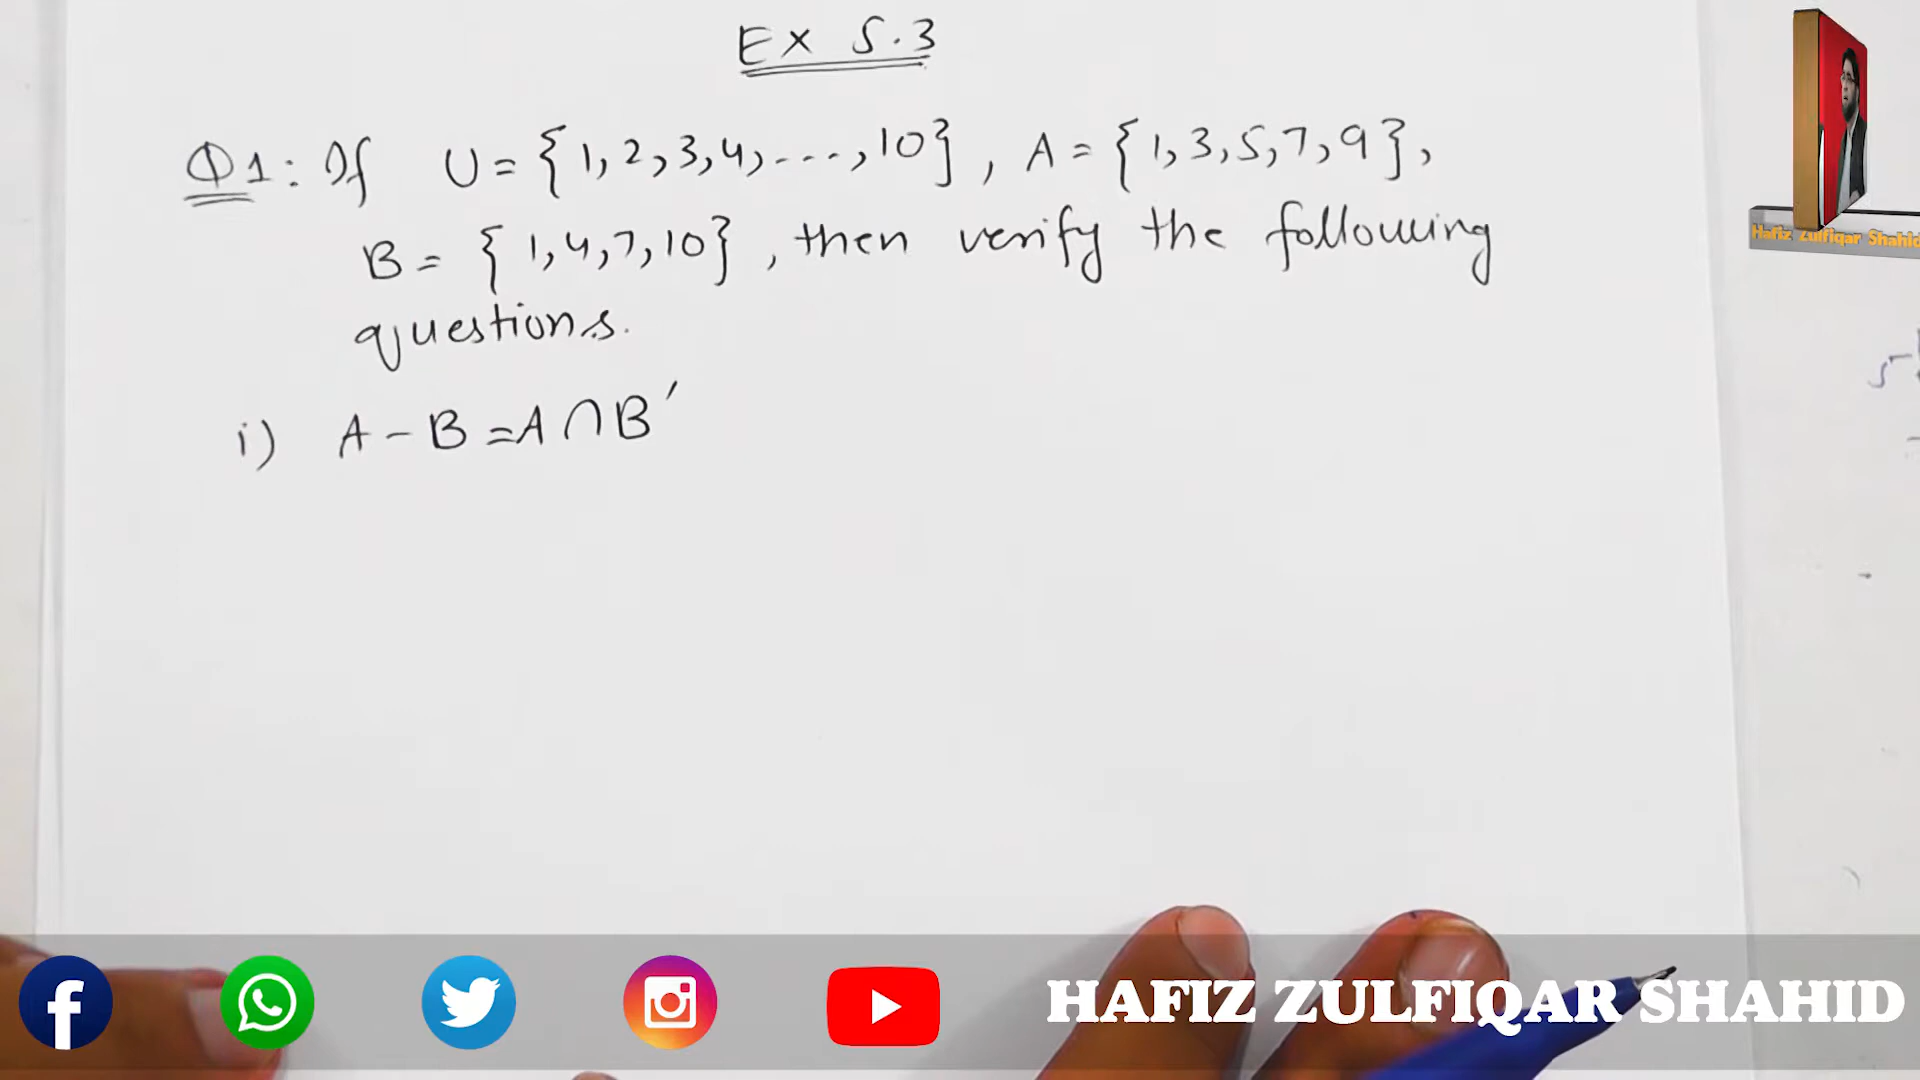 Ex 5.3
Q1: If U = {1, 2, 3, 4, ---, 10}, A = {1, 3, 5, 7, 9},
B = {1, 4, 7, 10}, then verify the following
questions.
i) A - B = A ∩ B′
Hafiz Zulfiqar Shahid
HAFIZ ZULFIQAR SHAHID